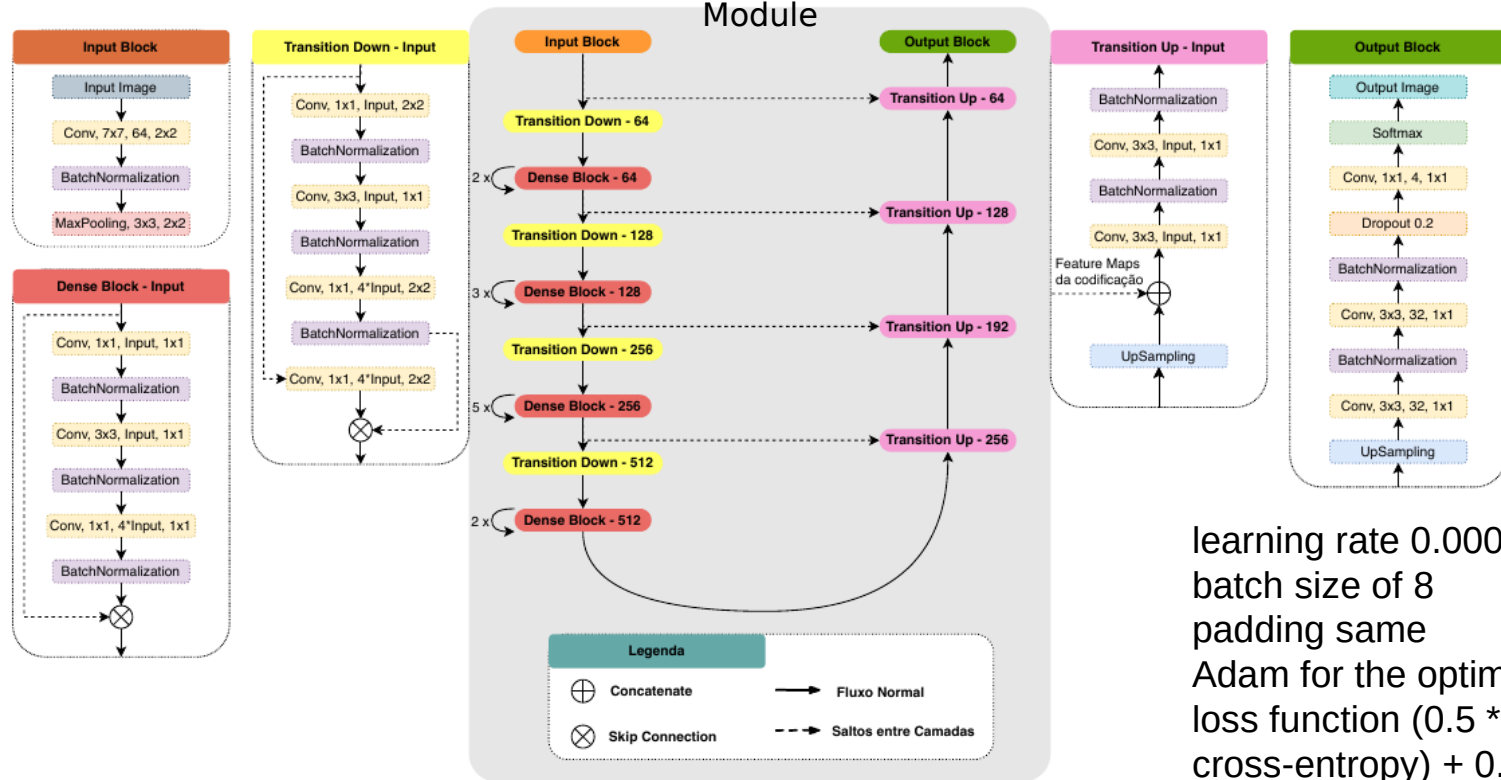 Module
Input Block
Input Image
Conv, 7x7, 64, 2x2
BatchNormalization
MaxPooling, 3x3, 2x2
Dense Block - Input
Conv, 1x1, Input, 1x1
BatchNormalization
Conv, 3x3, Input, 1x1
BatchNormalization
Conv, 1x1, 4*Input, 1x1
BatchNormalization
Transition Down - Input
Conv, 1x1, Input, 2x2
BatchNormalization
Conv, 3x3, Input, 1x1
BatchNormalization
Conv, 1x1, 4*Input, 2x2
BatchNormalization
Conv, 1x1, 4*Input, 2x2
Input Block
Transition Down - 64
2 x
Dense Block - 64
Transition Down - 128
3 x
Dense Block - 128
Transition Down - 256
5 x
Dense Block - 256
Transition Down - 512
2 x
Dense Block - 512
Output Block
Transition Up - 64
Transition Up - 128
Transition Up - 192
Transition Up - 256
Legenda
Concatenate
Fluxo Normal
Skip Connection
Saltos entre Camadas
Transition Up - Input
BatchNormalization
Conv, 3x3, Input, 1x1
BatchNormalization
Conv, 3x3, Input, 1x1
Feature Maps
da codificação
UpSampling
Output Block
Output Image
Softmax
Conv, 1x1, 4, 1x1
Dropout 0.2
BatchNormalization
Conv, 3x3, 32, 1x1
BatchNormalization
Conv, 3x3, 32, 1x1
UpSampling
learning rate 0.000
batch size of 8
padding same
Adam for the optim
loss function (0.5 *
cross-entropy) + 0.